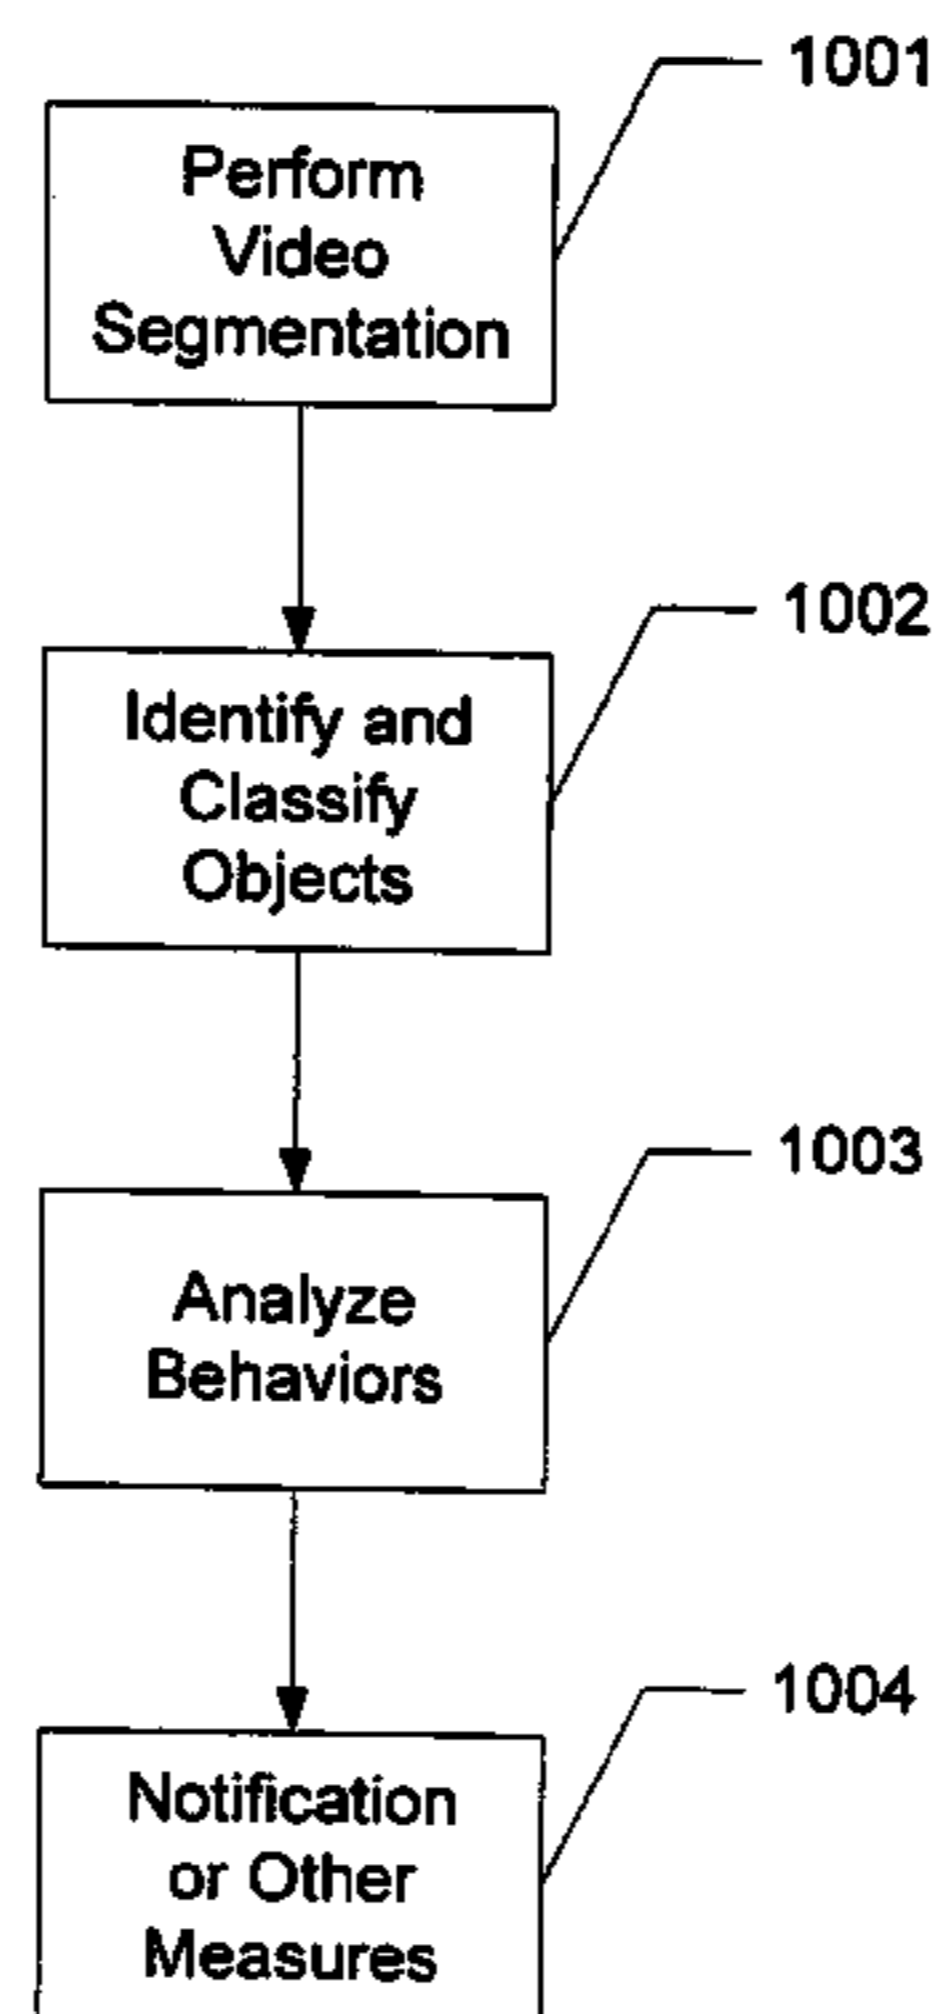 1001
Perform
Video
Segmentation
1002
Identify and
Classify
Objects
1003
Analyze
Behaviors
1004
Notification
or Other
Measures